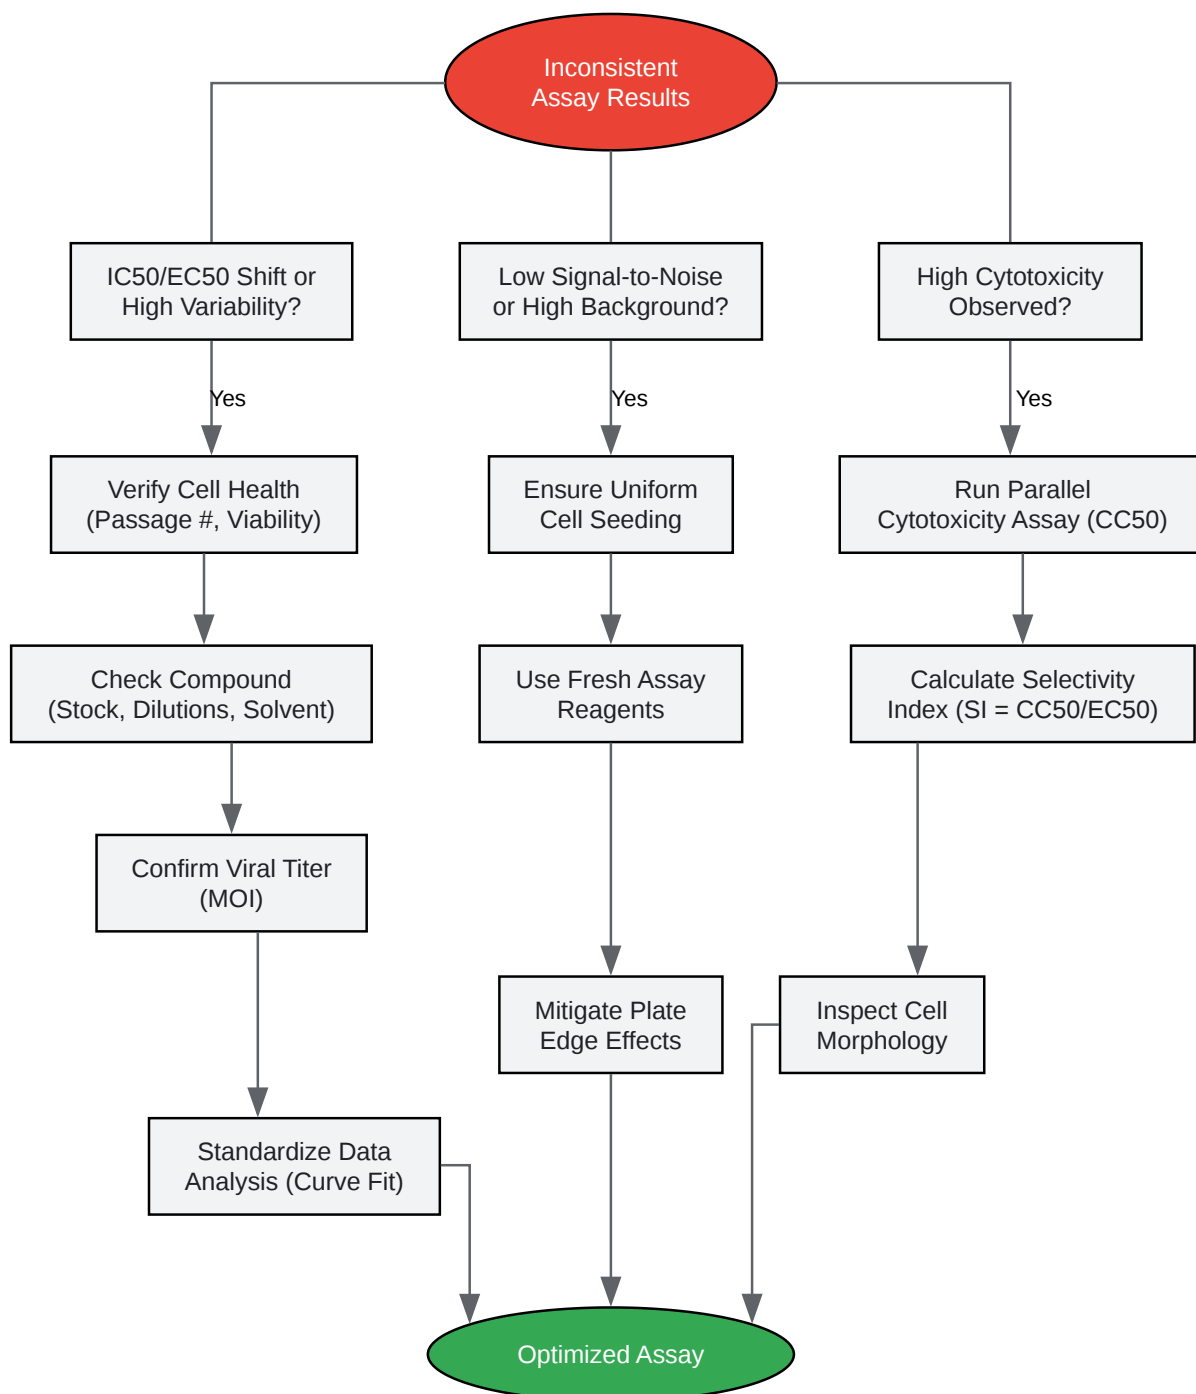 Inconsistent
Assay Results
IC50/EC50 Shift or
High Variability?
Low Signal-to-Noise
or High Background?
High Cytotoxicity
Observed?
Yes
Yes
Yes
Verify Cell Health
(Passage #, Viability)
Ensure Uniform
Cell Seeding
Run Parallel
Cytotoxicity Assay (CC50)
Check Compound
(Stock, Dilutions, Solvent)
Use Fresh Assay
Reagents
Calculate Selectivity
Index (SI = CC50/EC50)
Confirm Viral Titer
(MOI)
Mitigate Plate
Edge Effects
Inspect Cell
Morphology
Standardize Data
Analysis (Curve Fit)
Optimized Assay